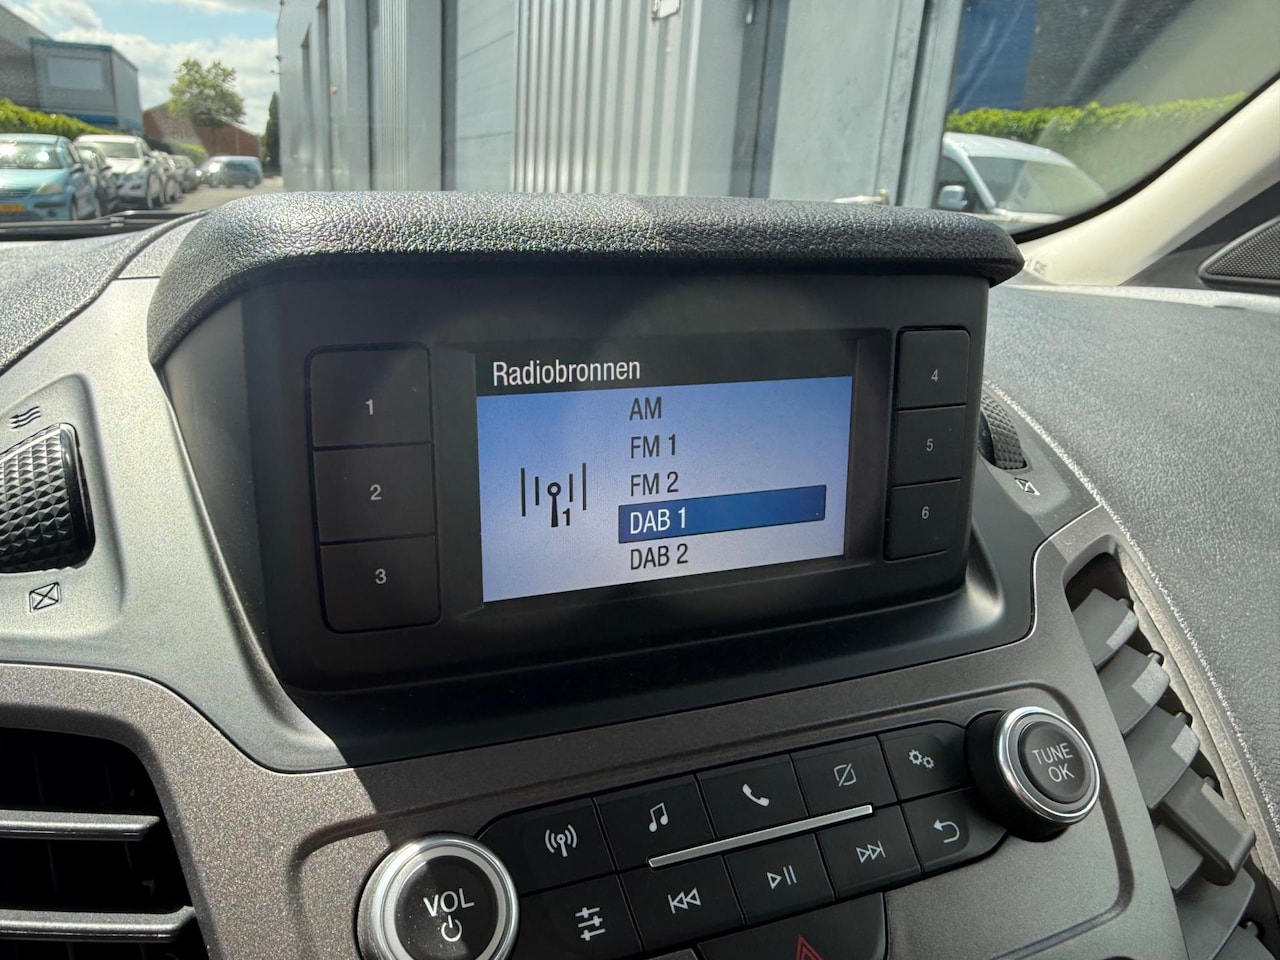 Radiobronnen
AM
FM 1
FM 2
DAB 1
DAB 2
1
1
2
3
4
5
6
VOL
TUNE
OK